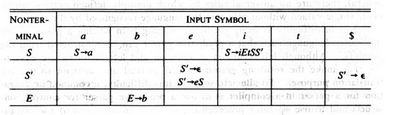 NONTER- INPUT SYMBOL
MINAL a b e i t $
S S→a S→iEtSS'
S' S'→ϵ S' → ϵ
S'→eS
E E→b